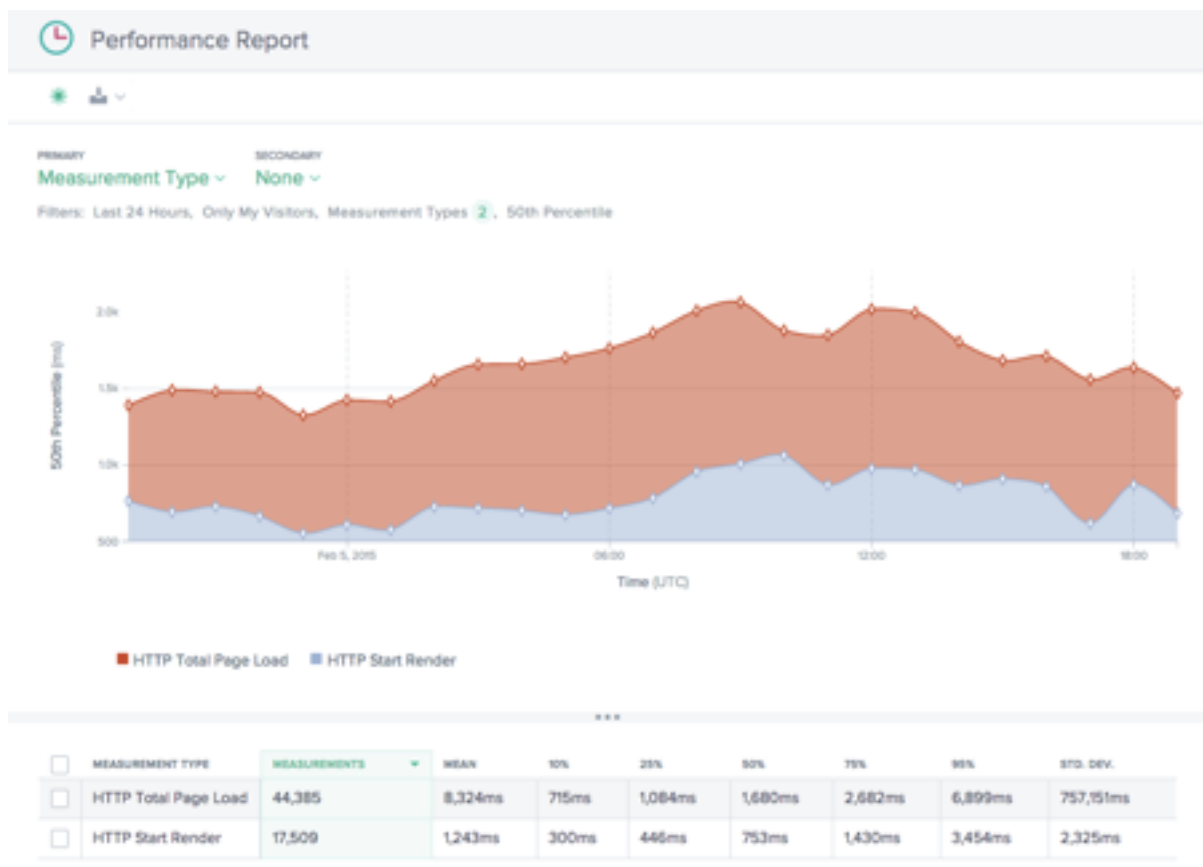 Performance Report
PRIMARY SECONDARY
Measurement Type None
Filters: Last 24 Hours, Only My Visitors, Measurement Types 2, 50th Percentile
2.0k
1.5k
1.0k
500
50th Percentile (ms)
Feb 5, 2015 06:00 12:00 18:00
Time (UTC)
HTTP Total Page Load HTTP Start Render
MEASUREMENT TYPE MEASUREMENTS MEAN 10% 25% 50% 75% 95% STD. DEV.
HTTP Total Page Load 44,385 8,324ms 715ms 1,084ms 1,680ms 2,682ms 6,899ms 757,151ms
HTTP Start Render 17,509 1,243ms 300ms 446ms 753ms 1,430ms 3,454ms 2,325ms